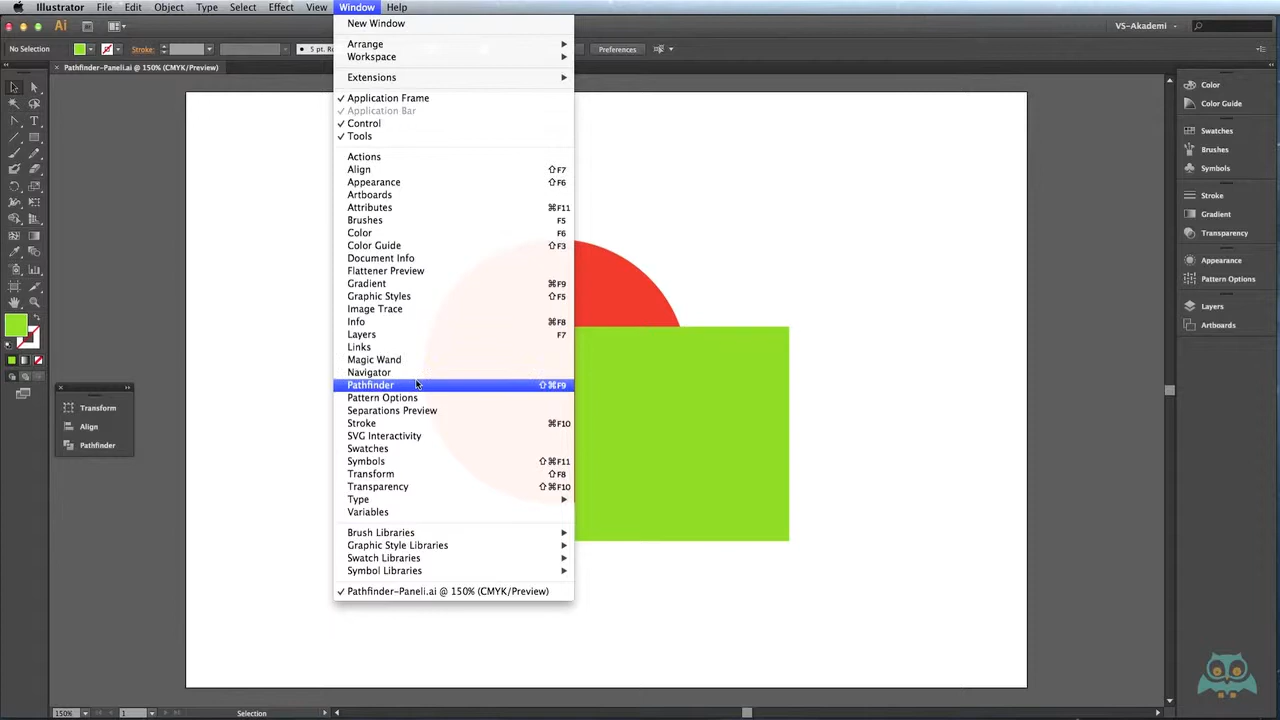 Illustrator File Edit Object Type Select Effect View Window Help
Ai
VS-Akademi
No Selection
Stroke:
Preferences
Pathfinder-Paneli.ai @ 150% (CMYK/Preview)
New Window
Arrange
Workspace
Extensions
✓ Application Frame
✓ Application Bar
✓ Control
✓ Tools
Actions
Align ⇧F7
Appearance ⇧F6
Artboards
Attributes ⌘F11
Brushes F5
Color F6
Color Guide ⇧F3
Document Info
Flattener Preview
Gradient ⌘F9
Graphic Styles ⇧F5
Image Trace
Info ⌘F8
Layers F7
Links
Magic Wand
Navigator
Pathfinder ⇧⌘F9
Pattern Options
Separations Preview
Stroke ⌘F10
SVG Interactivity
Swatches
Symbols ⇧⌘F11
Transform ⇧F8
Transparency ⇧⌘F10
Type
Variables
Brush Libraries
Graphic Style Libraries
Swatch Libraries
Symbol Libraries
✓ Pathfinder-Paneli.ai @ 150% (CMYK/Preview)
Transform
Align
Pathfinder
Color
Color Guide
Swatches
Brushes
Symbols
Stroke
Gradient
Transparency
Appearance
Pattern Options
Layers
Artboards
150% 1 Selection